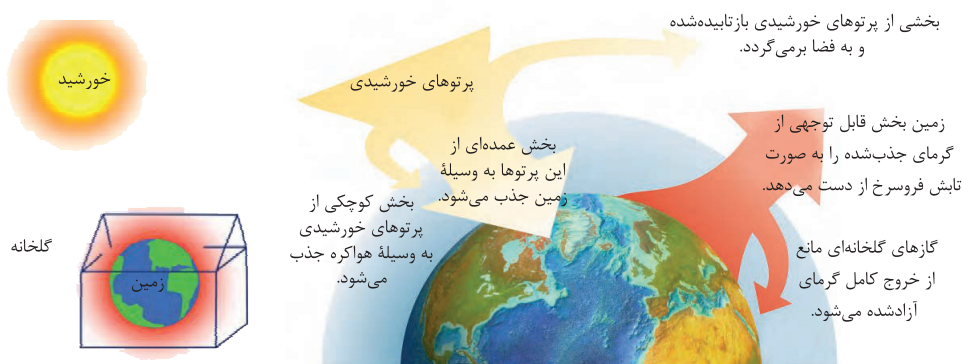 بخشی از پرتوهای خورشیدی بازتابیده‌شده
و به فضا برمی‌گردد.
پرتوهای خورشیدی
زمین بخش قابل توجهی از
گرمای جذب‌شده را به صورت
تابش فروسرخ از دست می‌دهد.
بخش عمده‌ای از
این پرتوها به وسیلهٔ
زمین جذب می‌شود.
بخش کوچکی از
پرتوهای خورشیدی
به وسیلهٔ هواکره جذب
می‌شود.
گازهای گلخانه‌ای مانع
از خروج کامل گرمای
آزادشده می‌شود.
خورشید
گلخانه
زمین